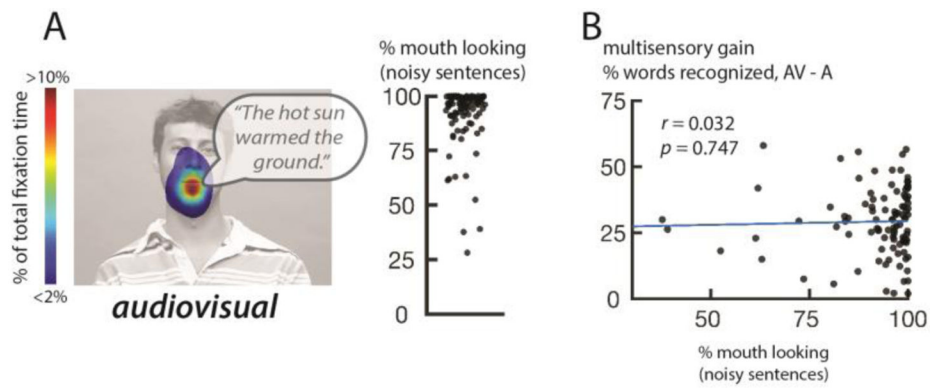 A
% of total fixation time
>10%
<2%
"The hot sun
warmed the
ground."
audiovisual
% mouth looking
(noisy sentences)
100
75
50
25
0
B
multisensory gain
% words recognized, AV - A
75
50
25
0
r = 0.032
p = 0.747
50
75
100
% mouth looking
(noisy sentences)